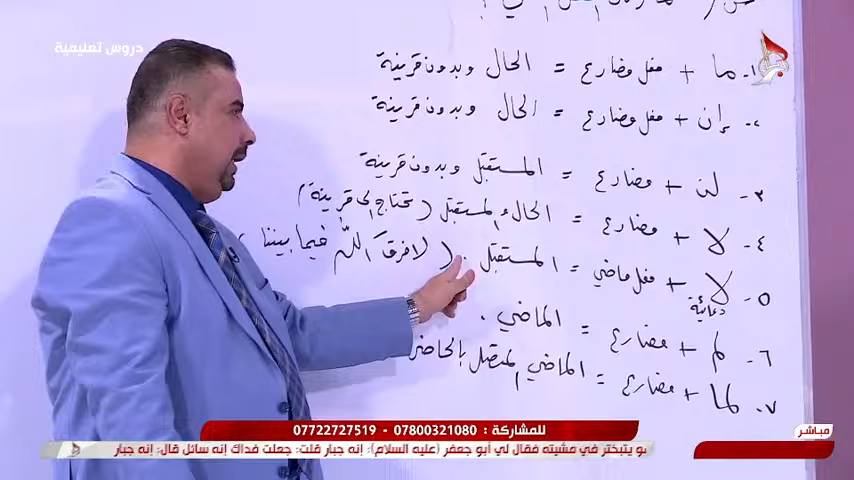 دروس تعليمية
١- ما + فعل مضارع = الحال وبدون قرينة
٢- إن + فعل مضارع = الحال وبدون قرينة
٣- لن + مضارع = المستقبل وبدون قرينة
٤- لا + مضارع = الحال والمستقبل (تحتاج الى قرينة)
٥- لا + فعل ماضي = المستقبل . ( لا فرقَ اللّه فيما بيننا
دعائية
٦- لم + مضارع = الماضي .
٧- لما + مضارع = الماضي المتصل بالحاضر
للمشاركة : 07800321080 - 07722727519
مباشر
و يتبختر في مشيته فقال لي أبو جعفر (عليه السلام): إنه جبار قلت: جعلت فداك إنه سائل قال: إنه جبار